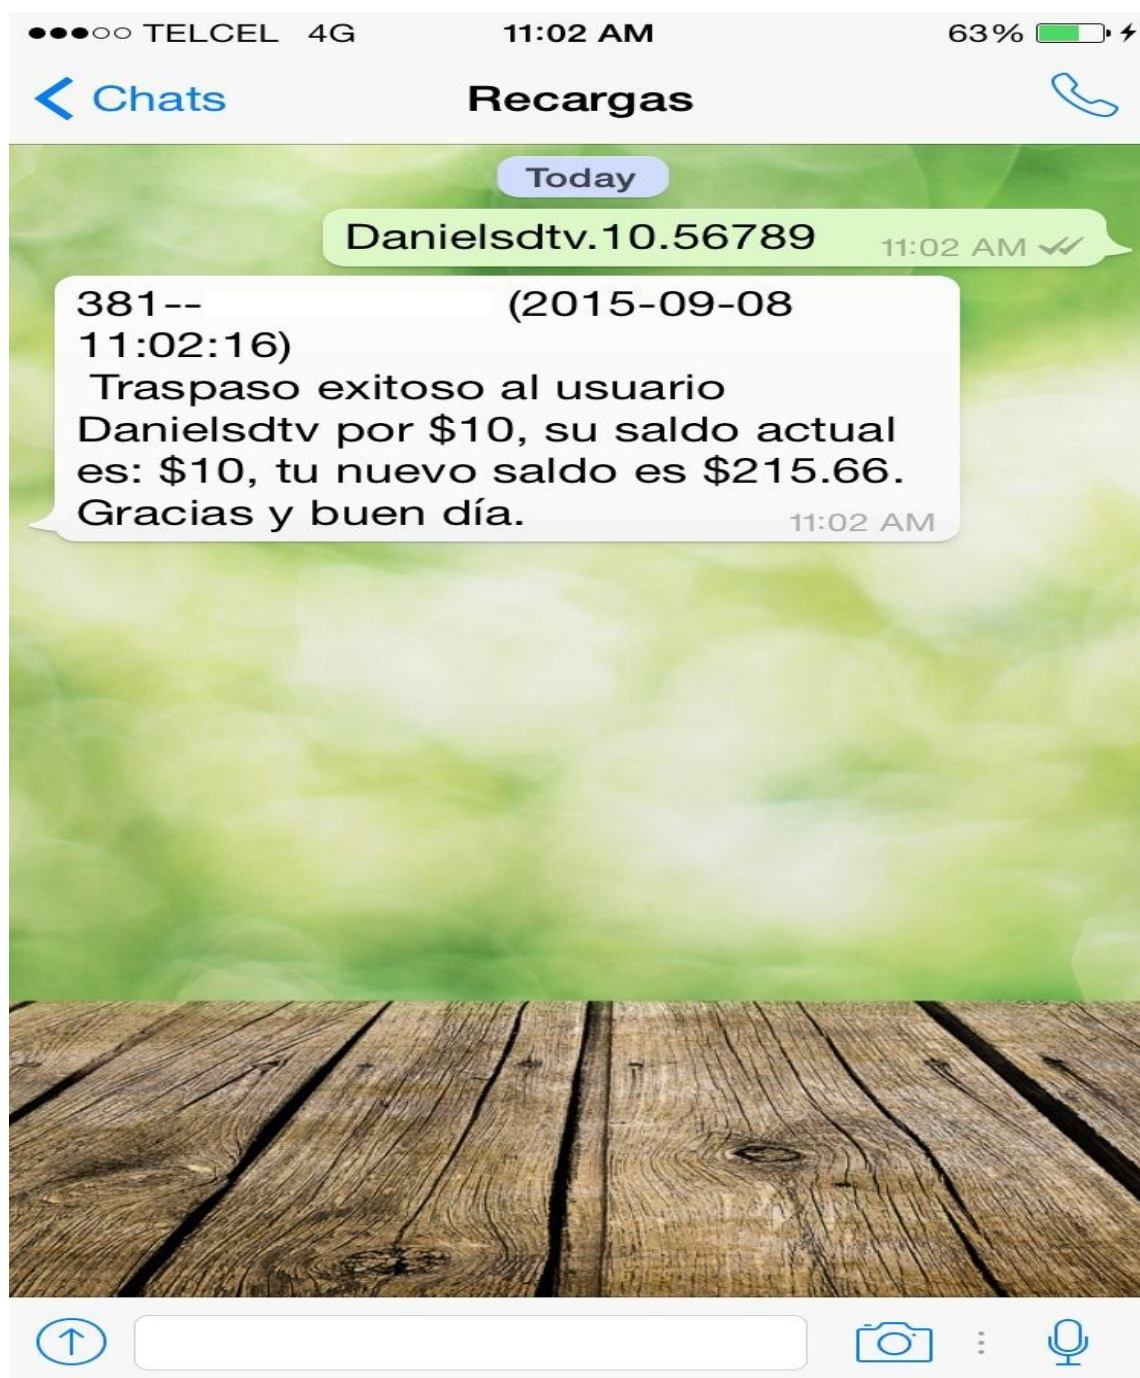 TELCEL 4G 11:02 AM 63%
Chats Recargas
Today
Danielsdtv.10.56789 11:02 AM
381-- (2015-09-08
11:02:16)
Traspaso exitoso al usuario
Danielsdtv por $10, su saldo actual
es: $10, tu nuevo saldo es $215.66.
Gracias y buen día. 11:02 AM